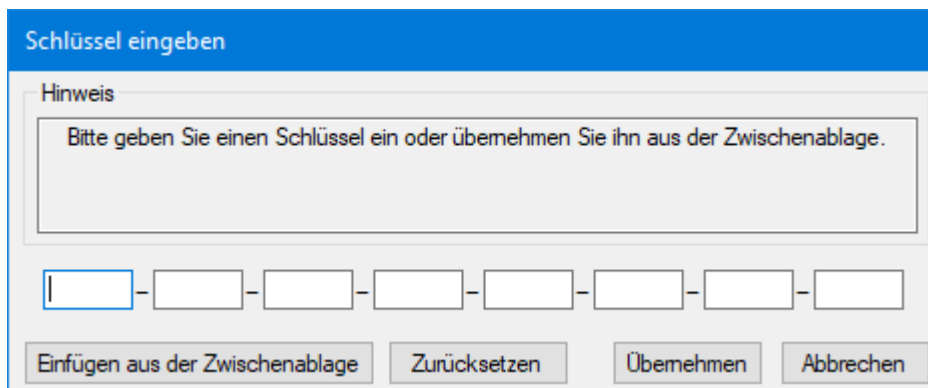 Schlüssel eingeben
Hinweis
Bitte geben Sie einen Schlüssel ein oder übernehmen Sie ihn aus der Zwischenablage.
– – – – – – –
Einfügen aus der Zwischenablage Zurücksetzen Übernehmen Abbrechen